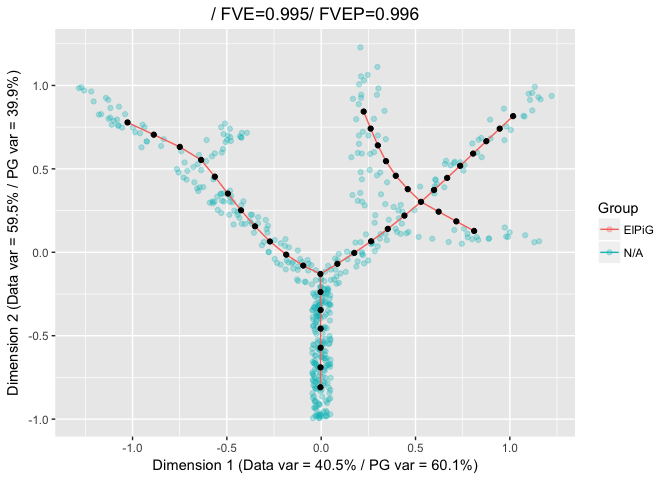 / FVE=0.995/ FVEP=0.996
Dimension 2 (Data var = 59.5% / PG var = 39.9%)
1.0
0.5
0.0
-0.5
-1.0
-1.0 -0.5 0.0 0.5 1.0
Dimension 1 (Data var = 40.5% / PG var = 60.1%)
Group
ElPiG
N/A